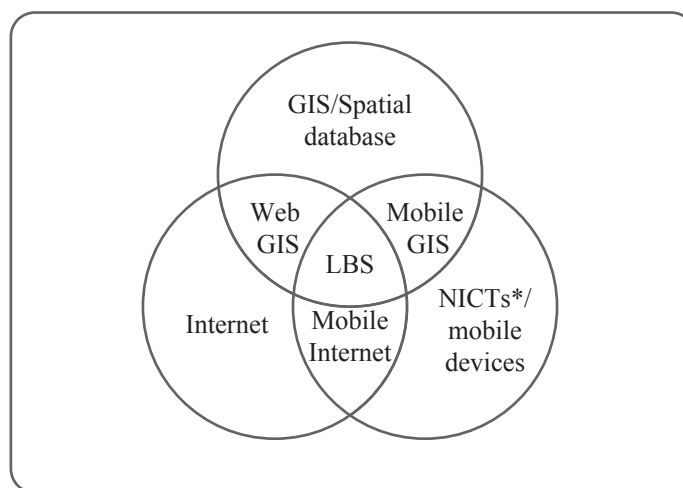 GIS/Spatial
database
Web
GIS
Mobile
GIS
LBS
Internet
Mobile
Internet
NICTs*/
mobile
devices